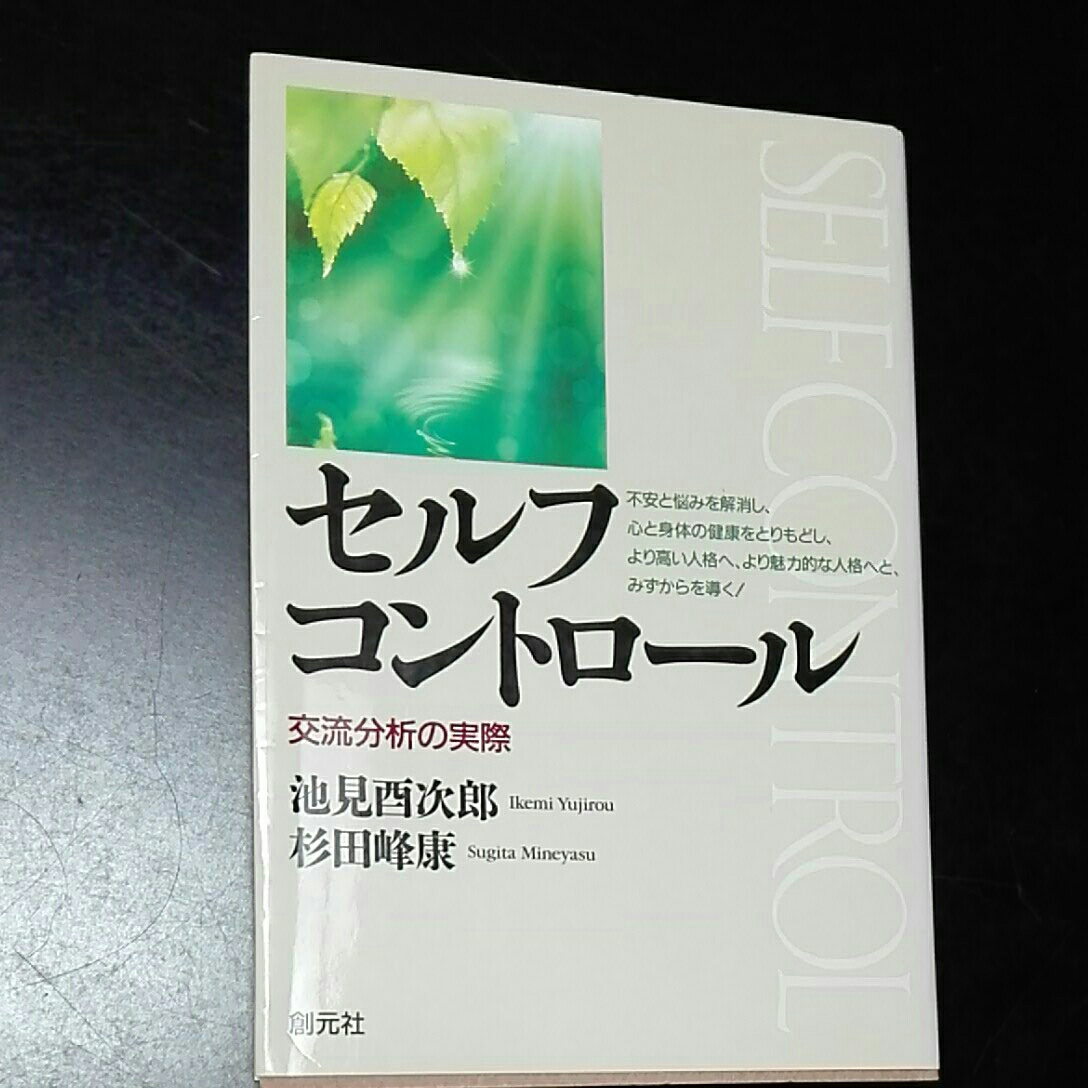 SELF CONTROL
セルフ
コントロール
不安と悩みを解消し、
心と身体の健康をとりもどし、
より高い人格へ、より魅力的な人格へと、
みずからを導く!
交流分析の実際
池見酉次郎 Ikemi Yujirou
杉田峰康 Sugita Mineyasu
創元社